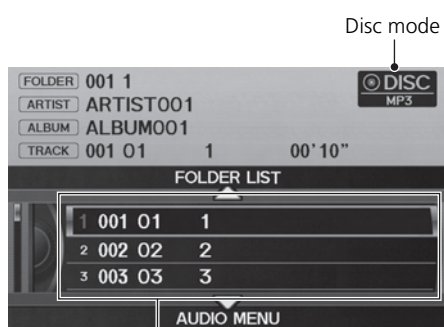 Disc mode
FOLDER 001 1
DISC
MP3
ARTIST ARTIST001
ALBUM ALBUM001
TRACK 001 01 1 00'10"
FOLDER LIST
1 001 01 1
2 002 02 2
3 003 03 3
AUDIO MENU